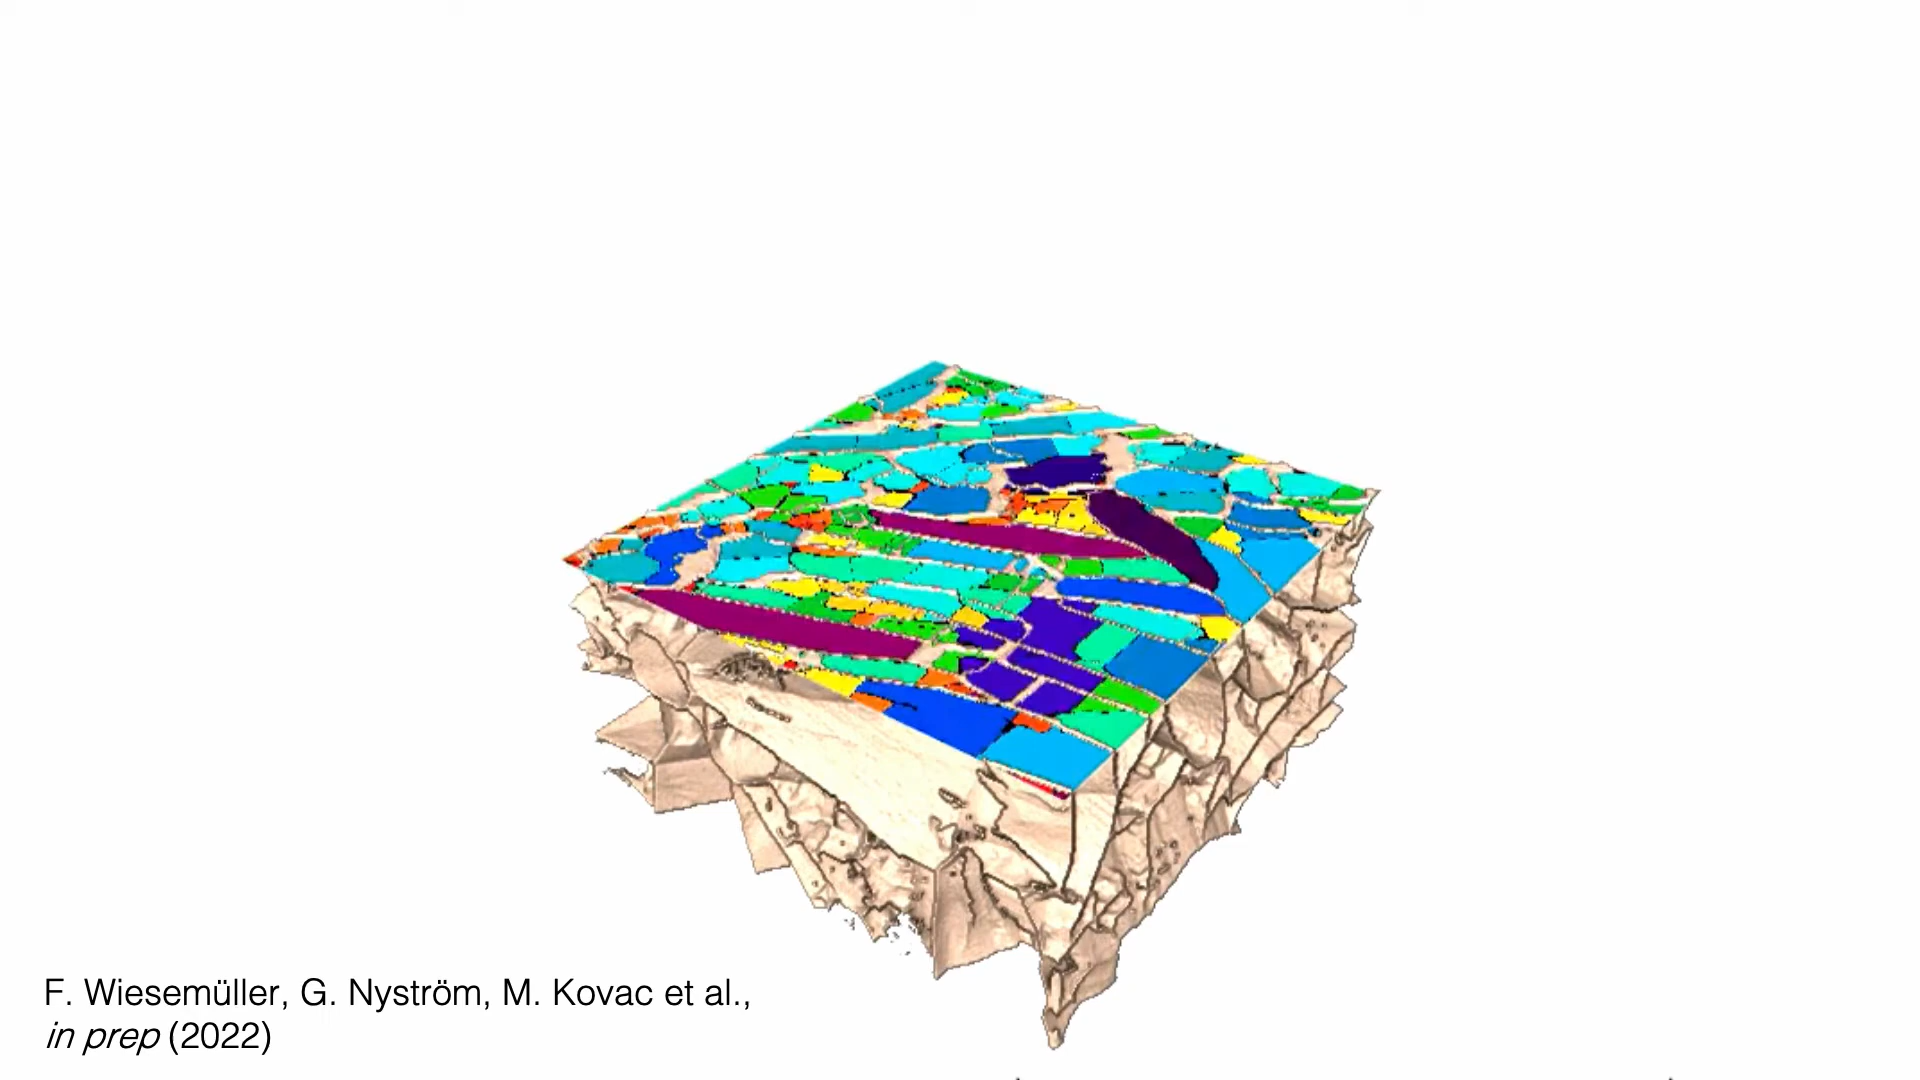 F. Wiesemüller, G. Nyström, M. Kovac et al.,
in prep (2022)